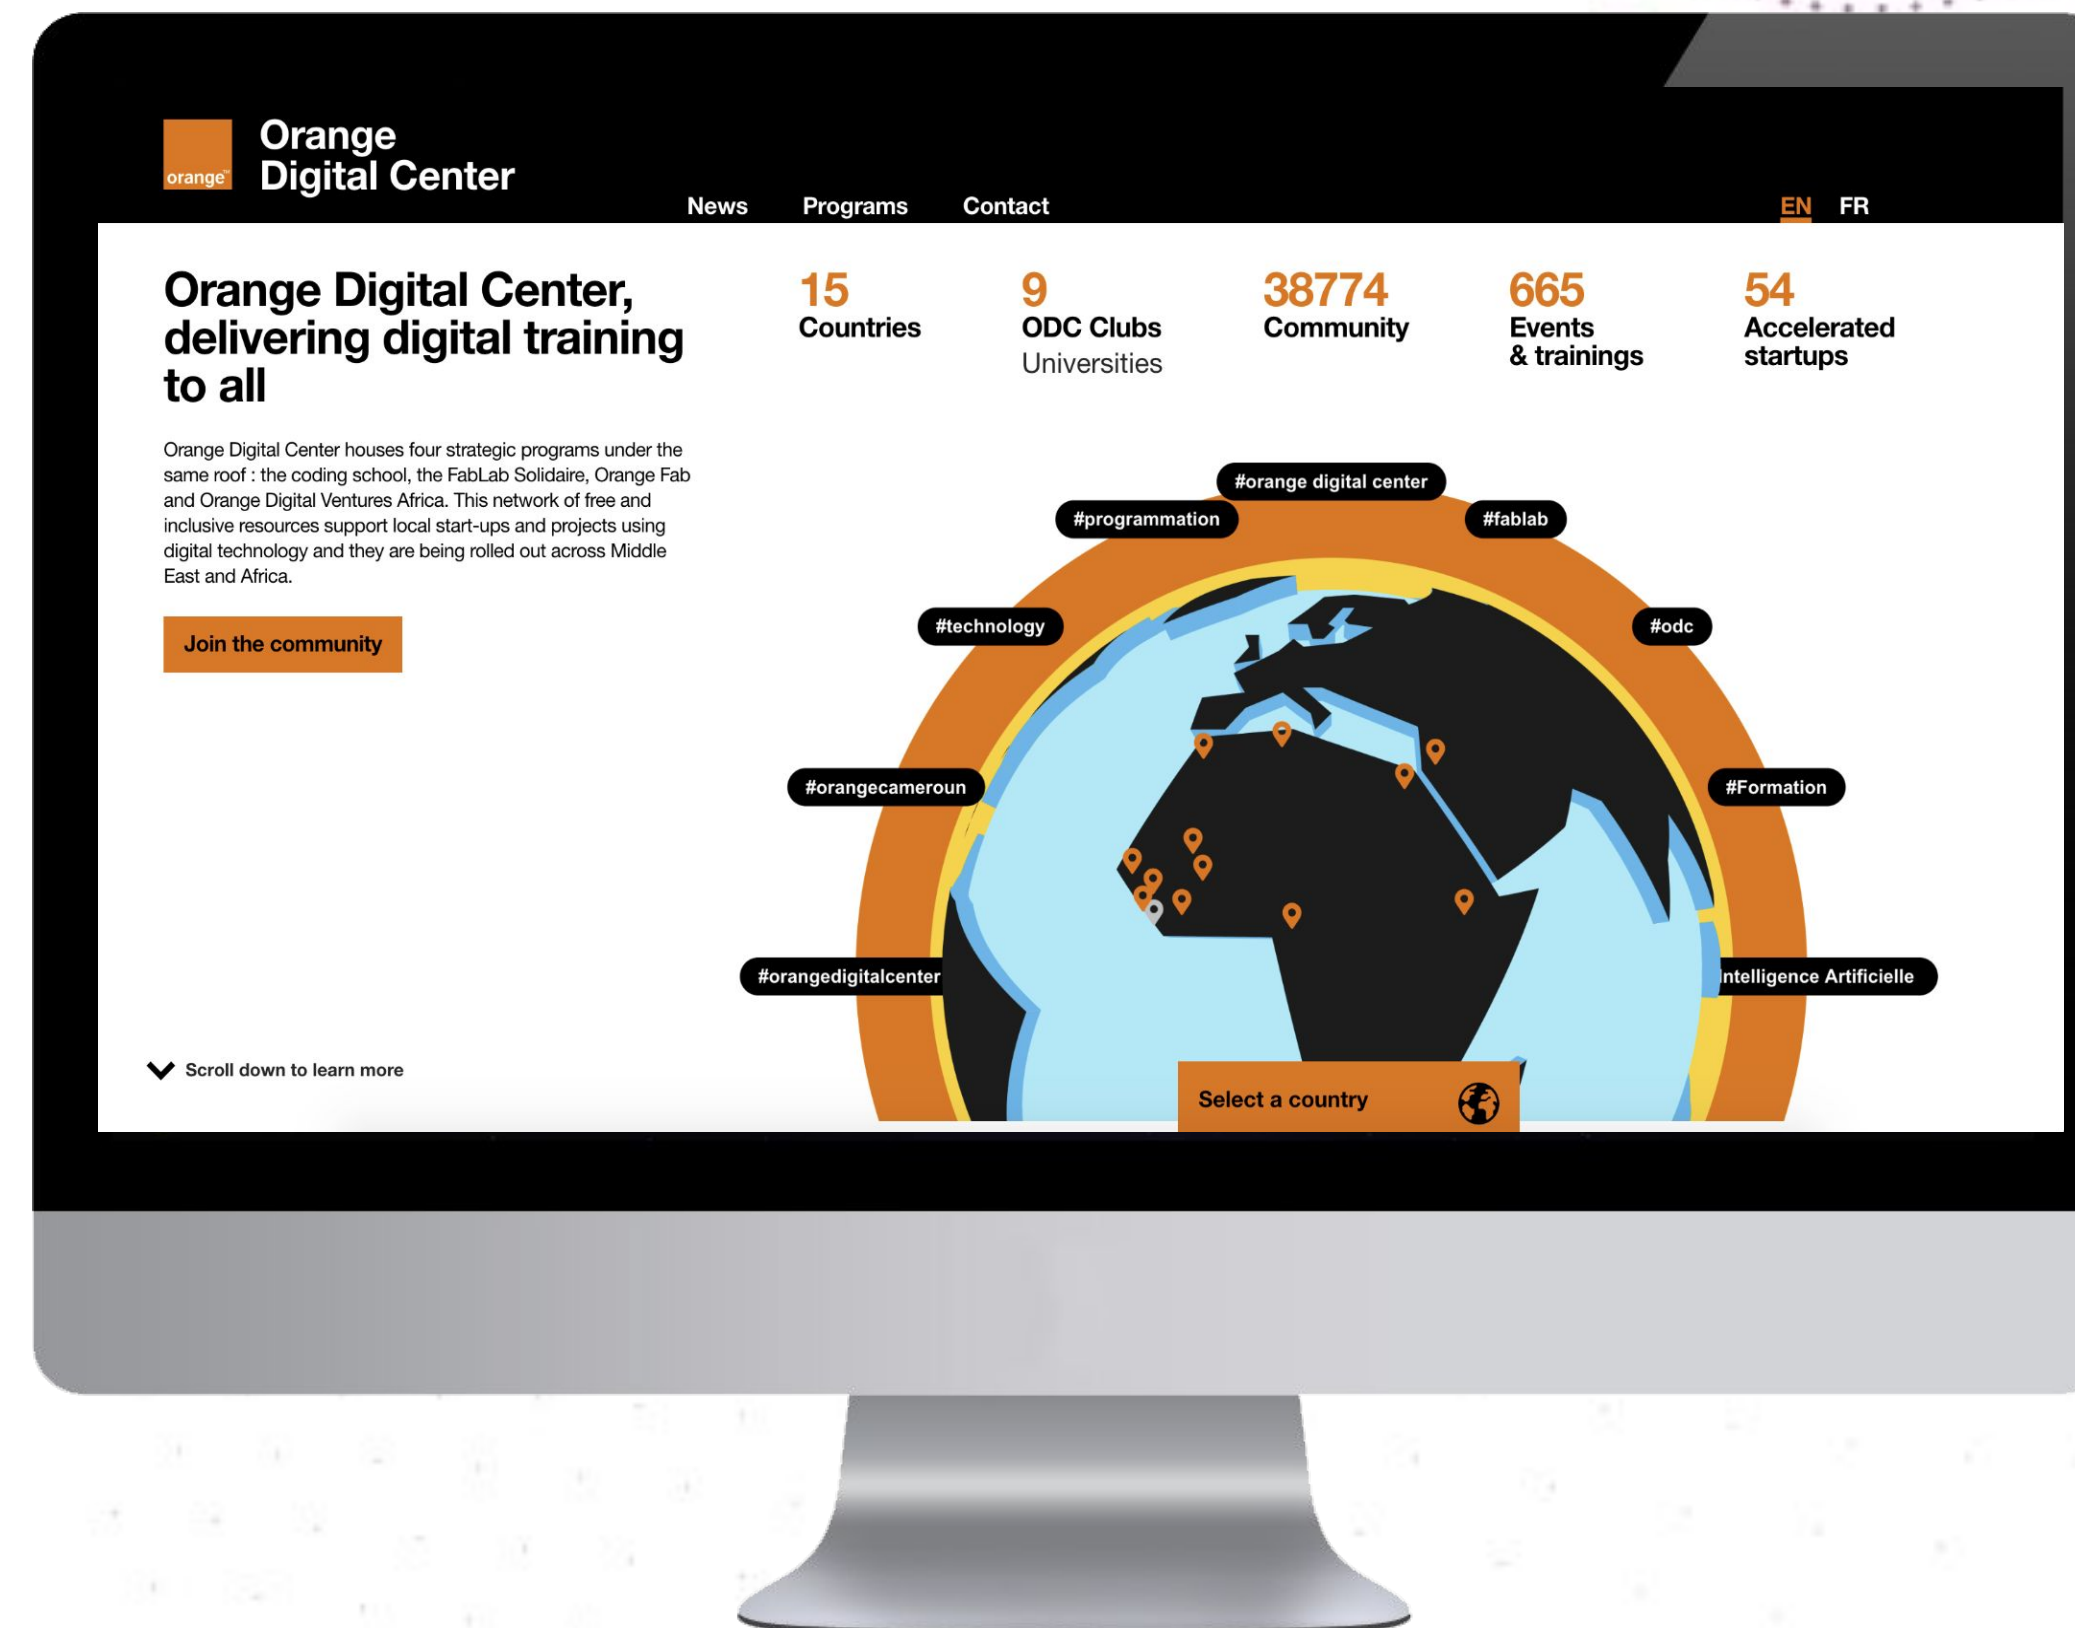 orange™
Orange
Digital Center
News
Programs
Contact
EN
FR
Orange Digital Center,
delivering digital training
to all
15
Countries
9
ODC Clubs
Universities
38774
Community
665
Events
& trainings
54
Accelerated
startups
Orange Digital Center houses four strategic programs under the
same roof : the coding school, the FabLab Solidaire, Orange Fab
and Orange Digital Ventures Africa. This network of free and
inclusive resources support local start-ups and projects using
digital technology and they are being rolled out across Middle
East and Africa.
Join the community
#orange digital center
#programmation
#fablab
#technology
#odc
#orangecameroun
#Formation
#orangedigitalcenter
Intelligence Artificielle
Scroll down to learn more
Select a country